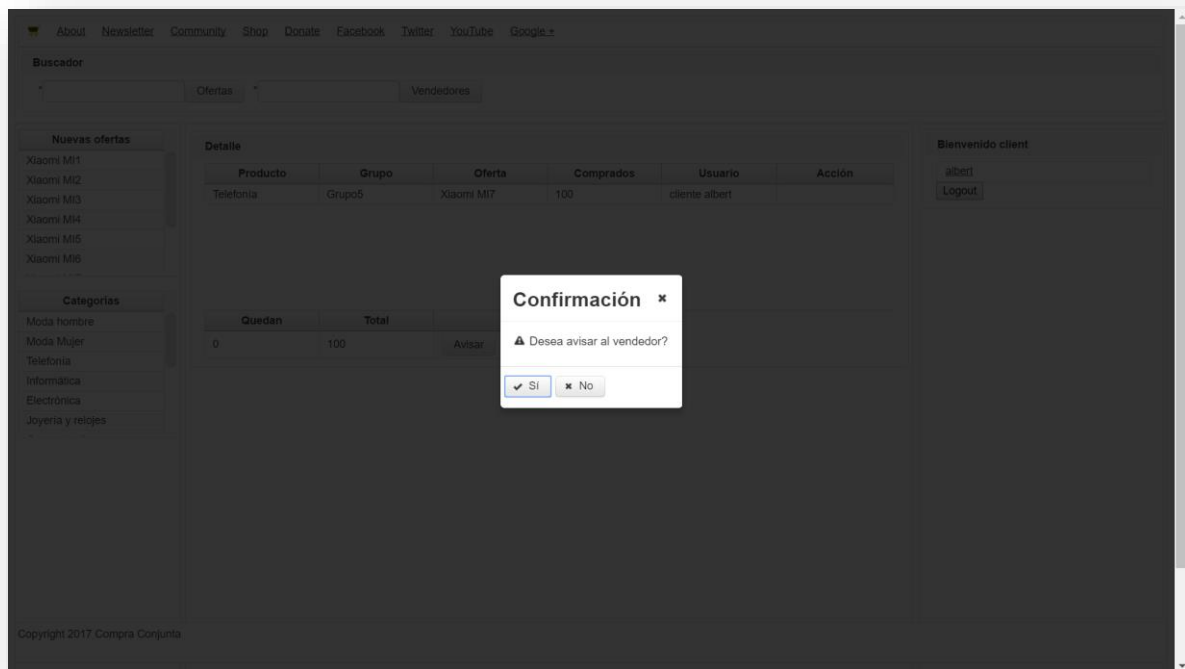 About Newsletter Community Shop Donate Facebook Twitter YouTube Google +
Buscador
* Ofertas * Vendedores
Nuevas ofertas
Xiaomi MI1
Xiaomi MI2
Xiaomi MI3
Xiaomi MI4
Xiaomi MI5
Xiaomi MI6
Categorías
Moda hombre
Moda Mujer
Telefonía
Informática
Electrónica
Joyería y relojes
Detalle
Producto Grupo Oferta Comprados Usuario Acción
Telefonía Grupo5 Xiaomi MI7 100 cliente albert
Quedan Total
0 100 Avisar
Confirmación
Desea avisar al vendedor?
Sí No
Bienvenido client
albert
Logout
Copyright 2017 Compra Conjunta